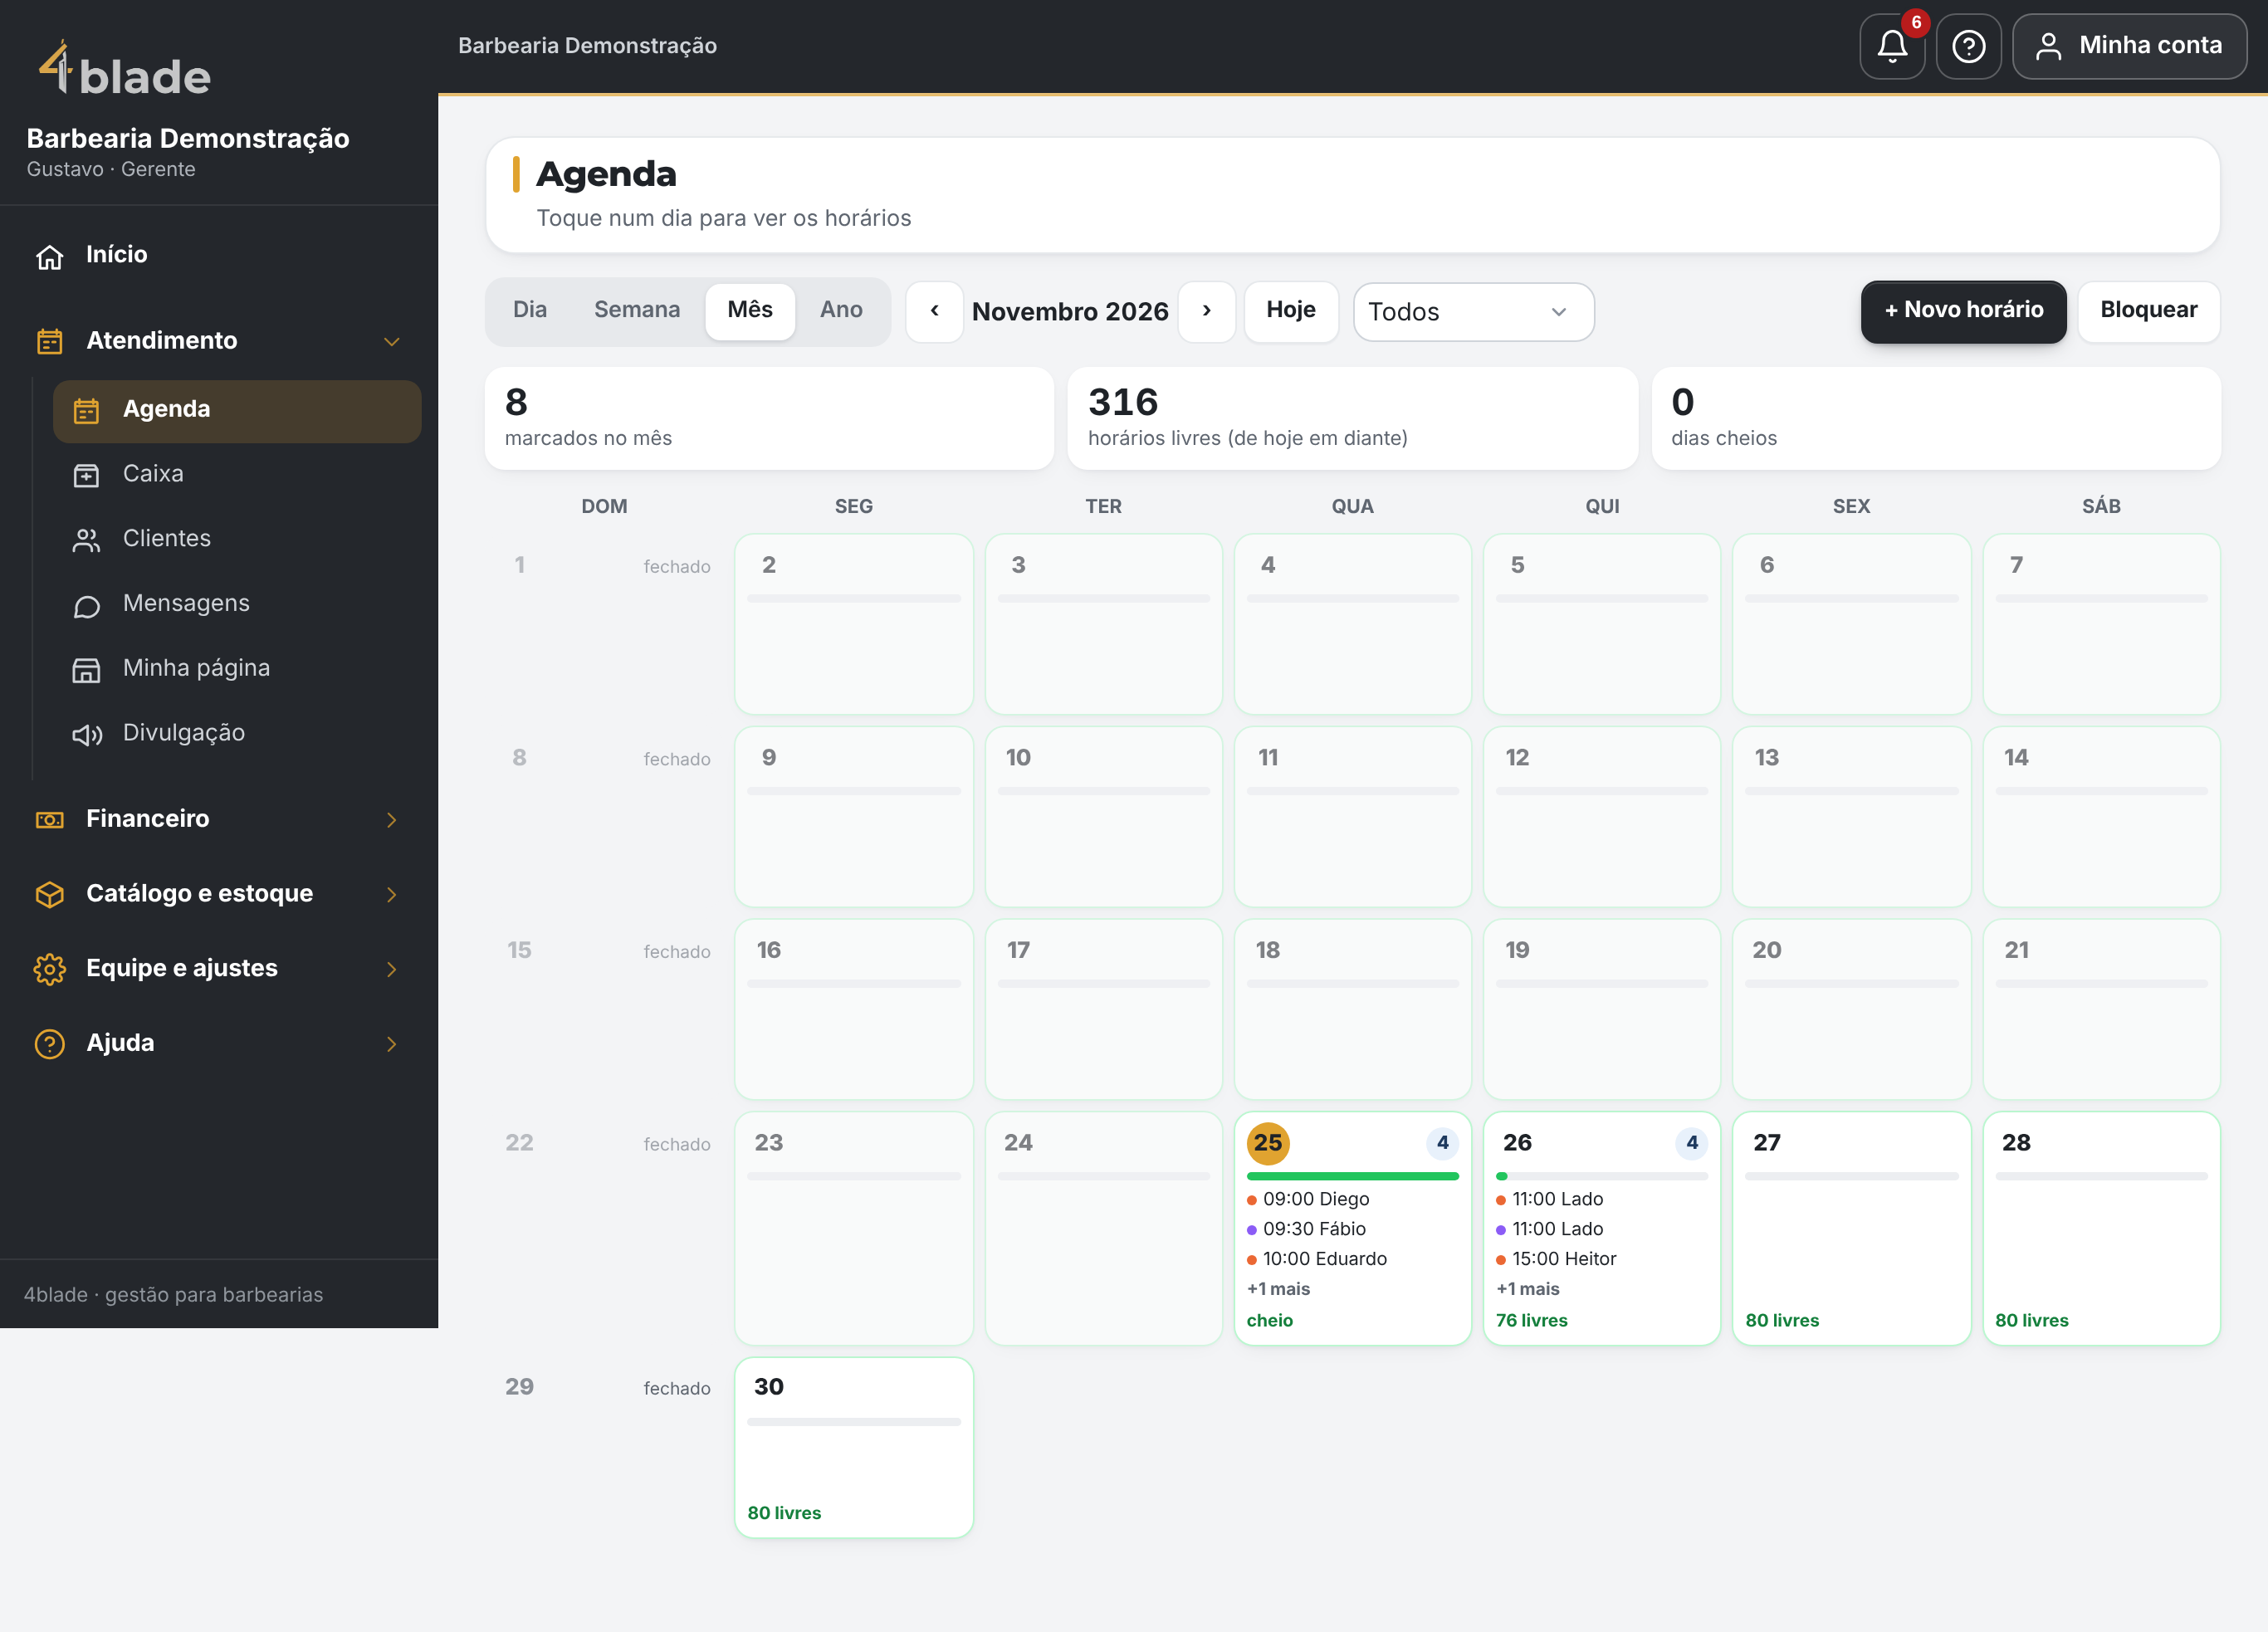 4blade
Barbearia Demonstração
Gustavo · Gerente
Início
Atendimento
Agenda
Caixa
Clientes
Mensagens
Minha página
Divulgação
Financeiro
Catálogo e estoque
Equipe e ajustes
Ajuda
4blade · gestão para barbearias
Barbearia Demonstração
6
Minha conta
Agenda
Toque num dia para ver os horários
Dia Semana Mês Ano ‹ Novembro 2026 › Hoje Todos + Novo horário Bloquear
8
marcados no mês
316
horários livres (de hoje em diante)
0
dias cheios
DOM SEG TER QUA QUI SEX SÁB
1 fechado 2 3 4 5 6 7
8 fechado 9 10 11 12 13 14
15 fechado 16 17 18 19 20 21
22 fechado 23 24
25 4
09:00 Diego
09:30 Fábio
10:00 Eduardo
+1 mais
cheio
26 4
11:00 Lado
11:00 Lado
15:00 Heitor
+1 mais
76 livres
27
80 livres
28
80 livres
29 fechado
30
80 livres